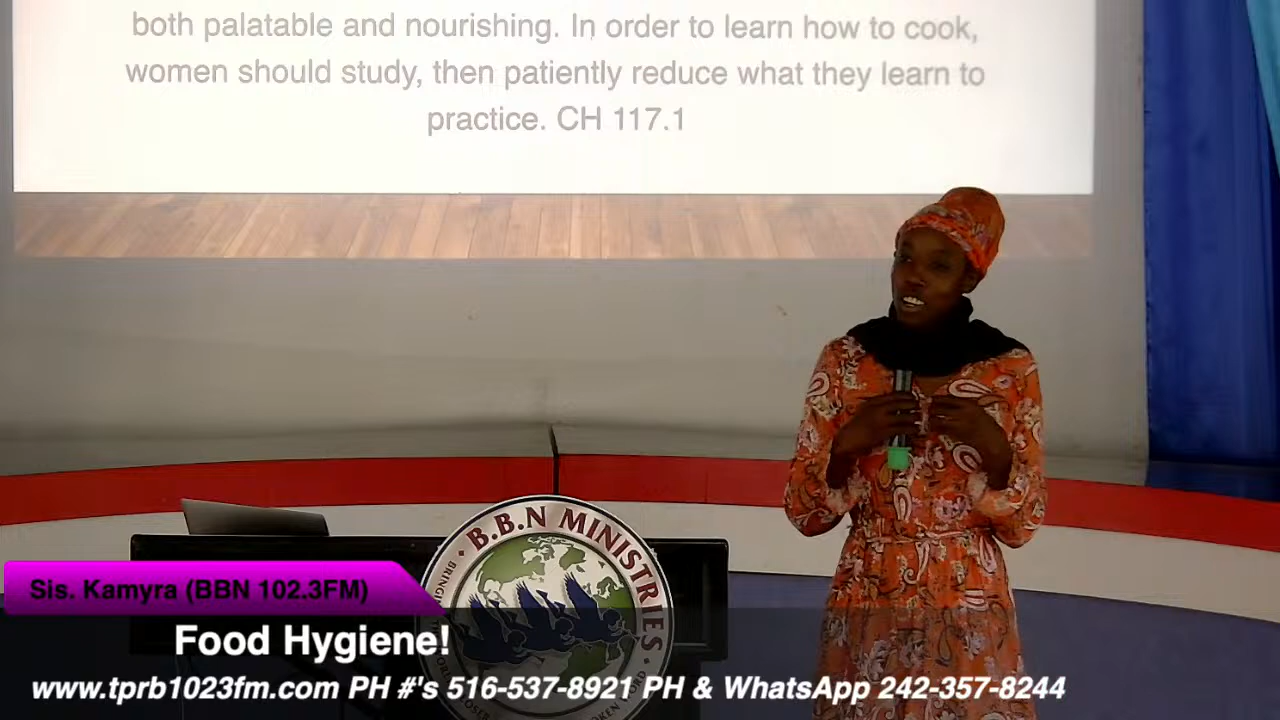 both palatable and nourishing. In order to learn how to cook,
women should study, then patiently reduce what they learn to
practice. CH 117.1
B.B.N MINISTRIES
Sis. Kamyra (BBN 102.3FM)
Food Hygiene!
www.tprb1023fm.com PH #'s 516-537-8921 PH & WhatsApp 242-357-8244